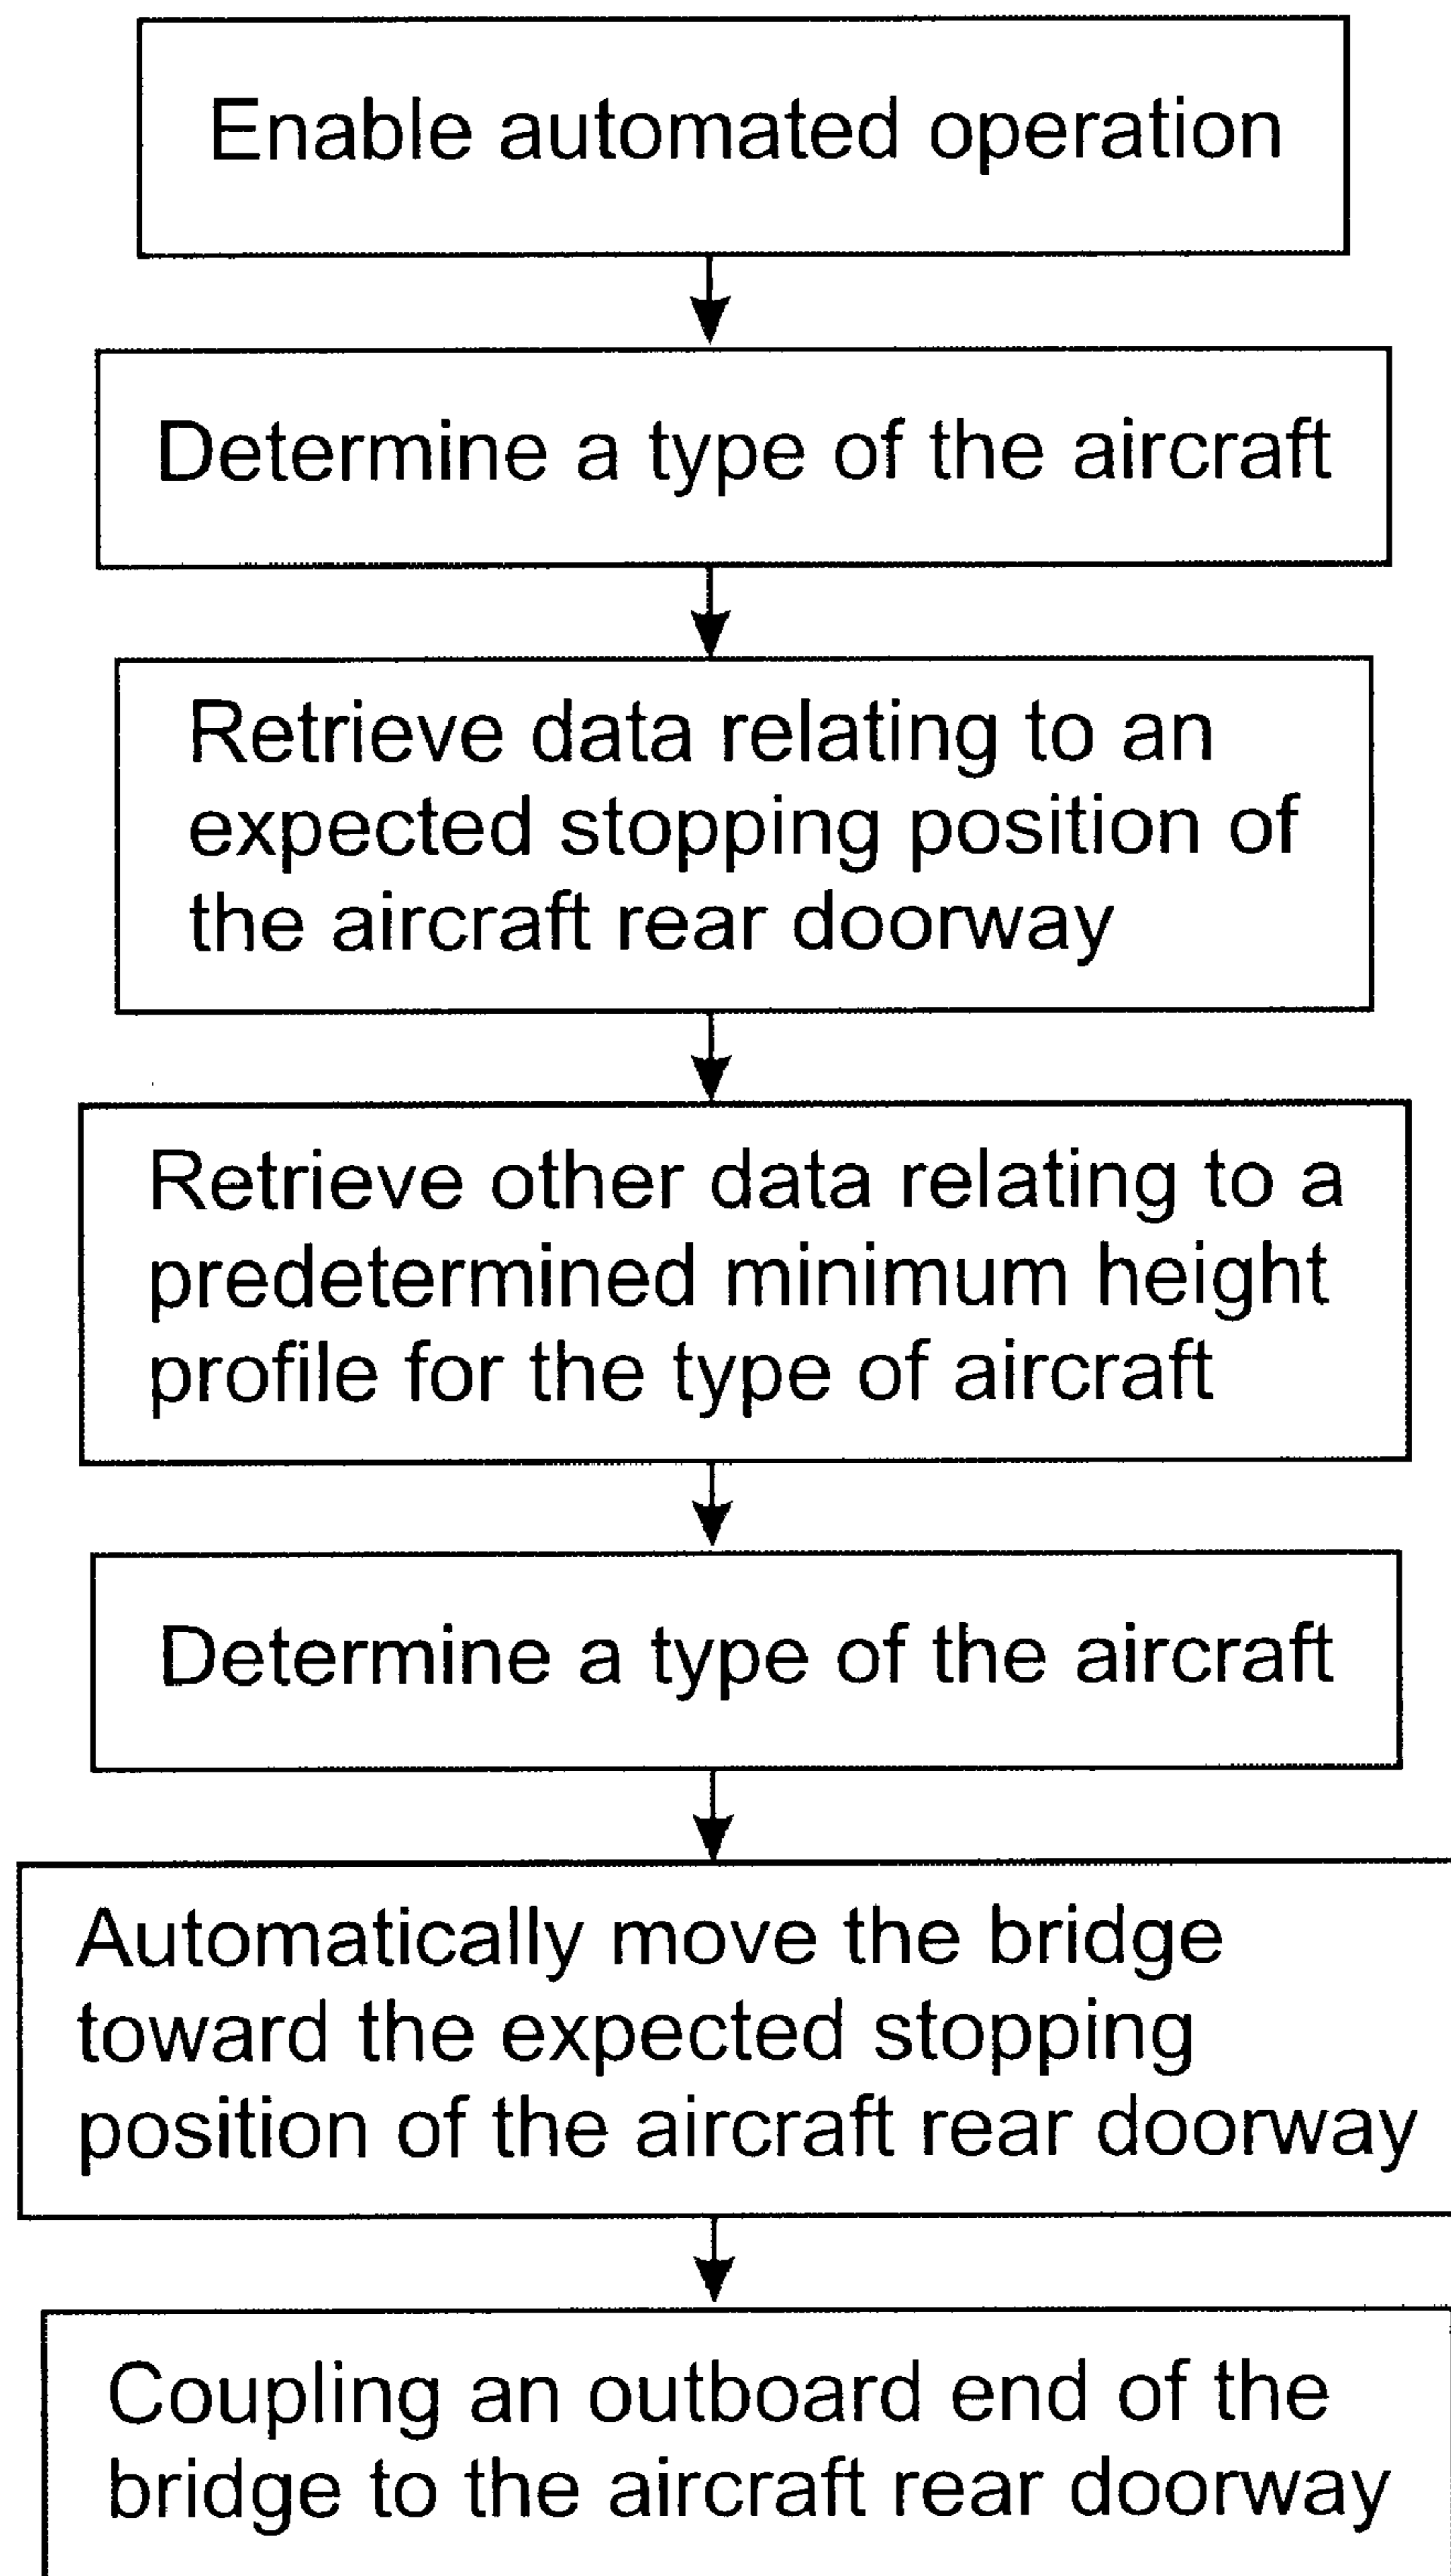 Enable automated operation
Determine a type of the aircraft
Retrieve data relating to an
expected stopping position of
the aircraft rear doorway
Retrieve other data relating to a
predetermined minimum height
profile for the type of aircraft
Determine a type of the aircraft
Automatically move the bridge
toward the expected stopping
position of the aircraft rear doorway
Coupling an outboard end of the
bridge to the aircraft rear doorway